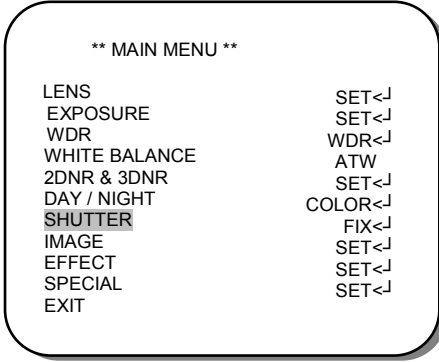 ** MAIN MENU **
LENS SET<┘
EXPOSURE SET<┘
WDR WDR<┘
WHITE BALANCE ATW
2DNR & 3DNR SET<┘
DAY / NIGHT COLOR<┘
SHUTTER FIX<┘
IMAGE SET<┘
EFFECT SET<┘
SPECIAL SET<┘
EXIT